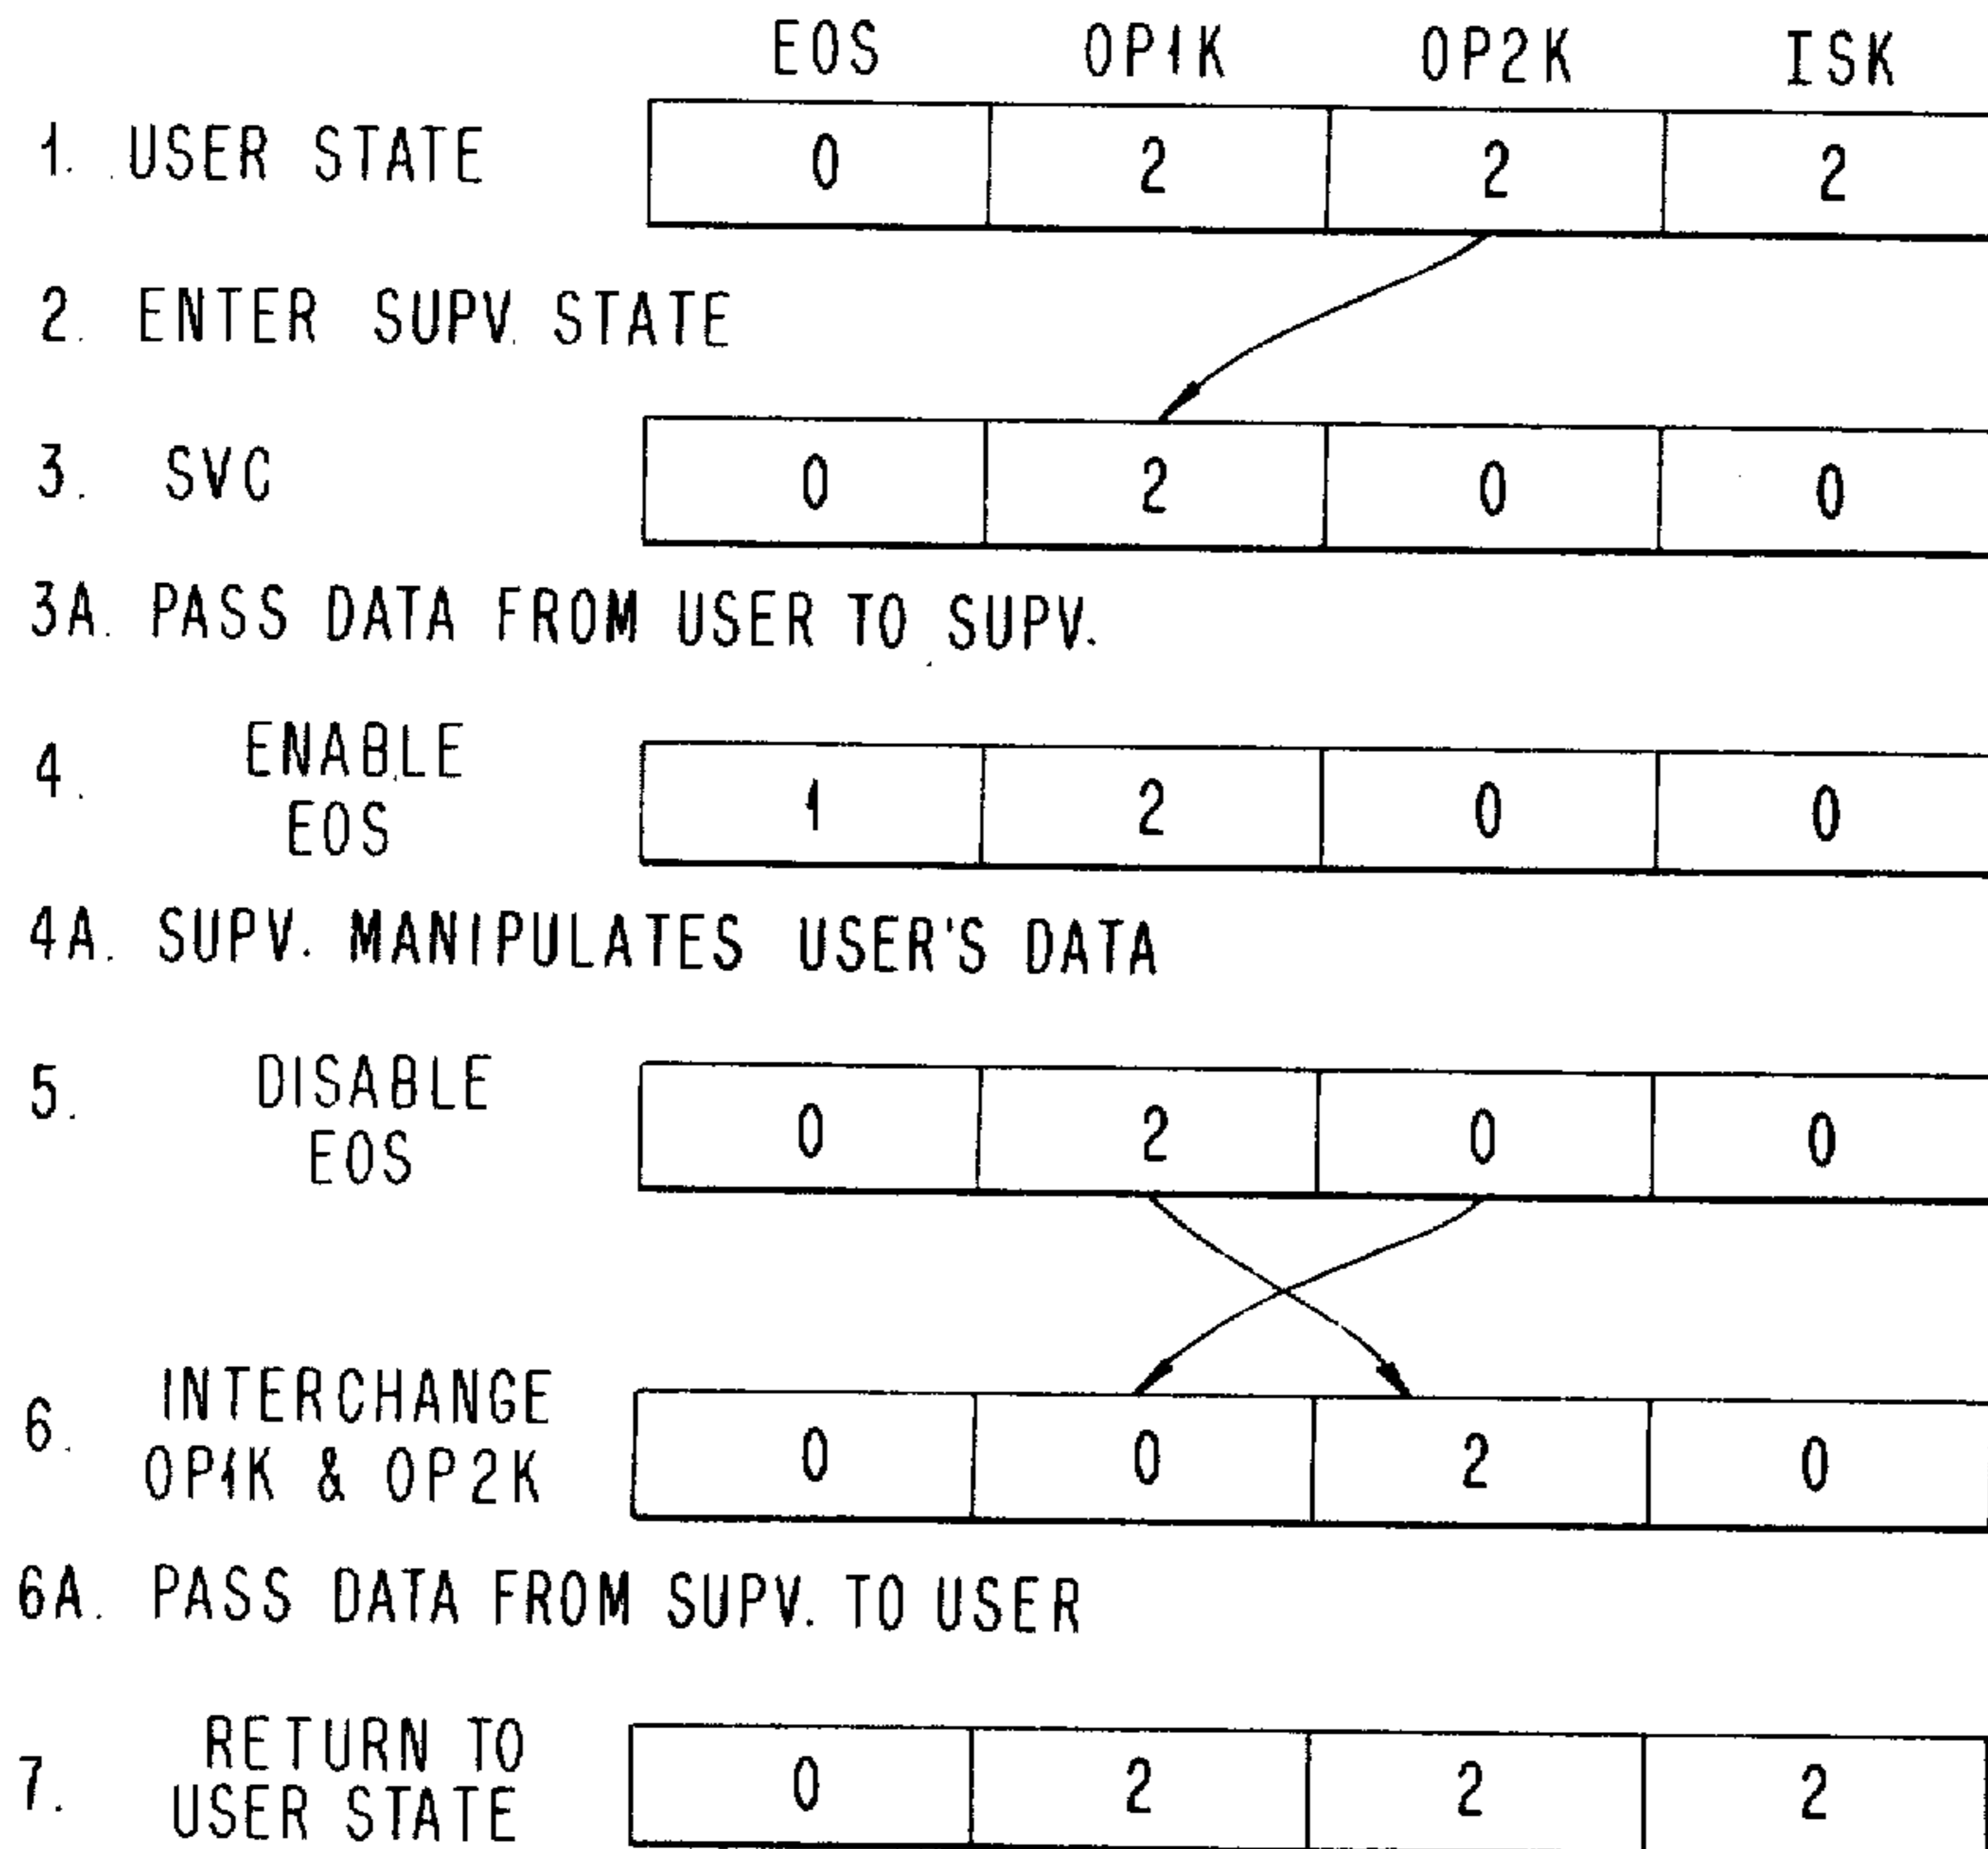 EOS OP1K OP2K ISK
1. USER STATE 0 2 2 2
2. ENTER SUPV. STATE
3. SVC 0 2 0 0
3A. PASS DATA FROM USER TO SUPV.
4. ENABLE
EOS 1 2 0 0
4A. SUPV. MANIPULATES USER'S DATA
5. DISABLE
EOS 0 2 0 0
6. INTERCHANGE
OP1K & OP2K 0 0 2 0
6A. PASS DATA FROM SUPV. TO USER
7. RETURN TO
USER STATE 0 2 2 2